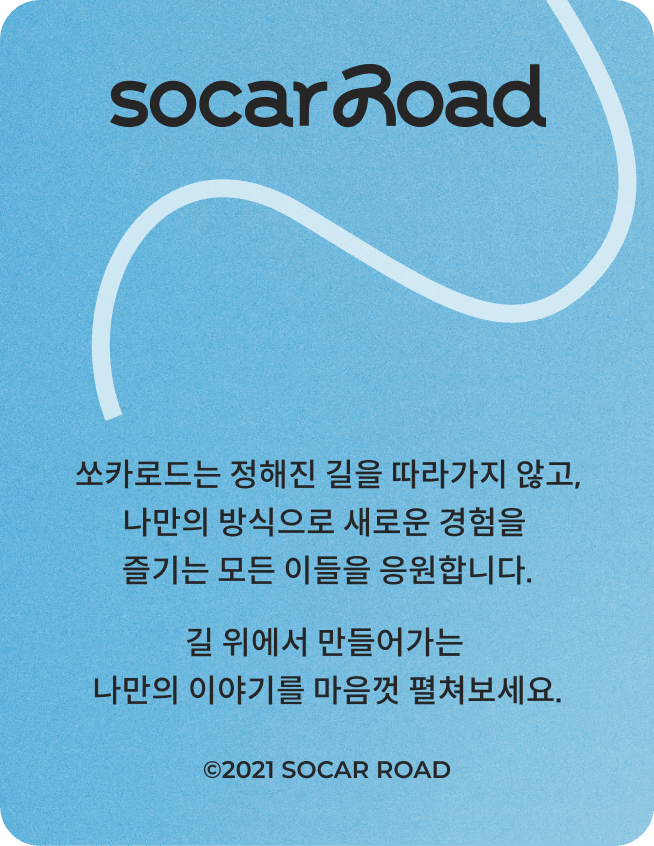 socar Road
쏘카로드는 정해진 길을 따라가지 않고,
나만의 방식으로 새로운 경험을
즐기는 모든 이들을 응원합니다.
길 위에서 만들어가는
나만의 이야기를 마음껏 펼쳐보세요.
©2021 SOCAR ROAD